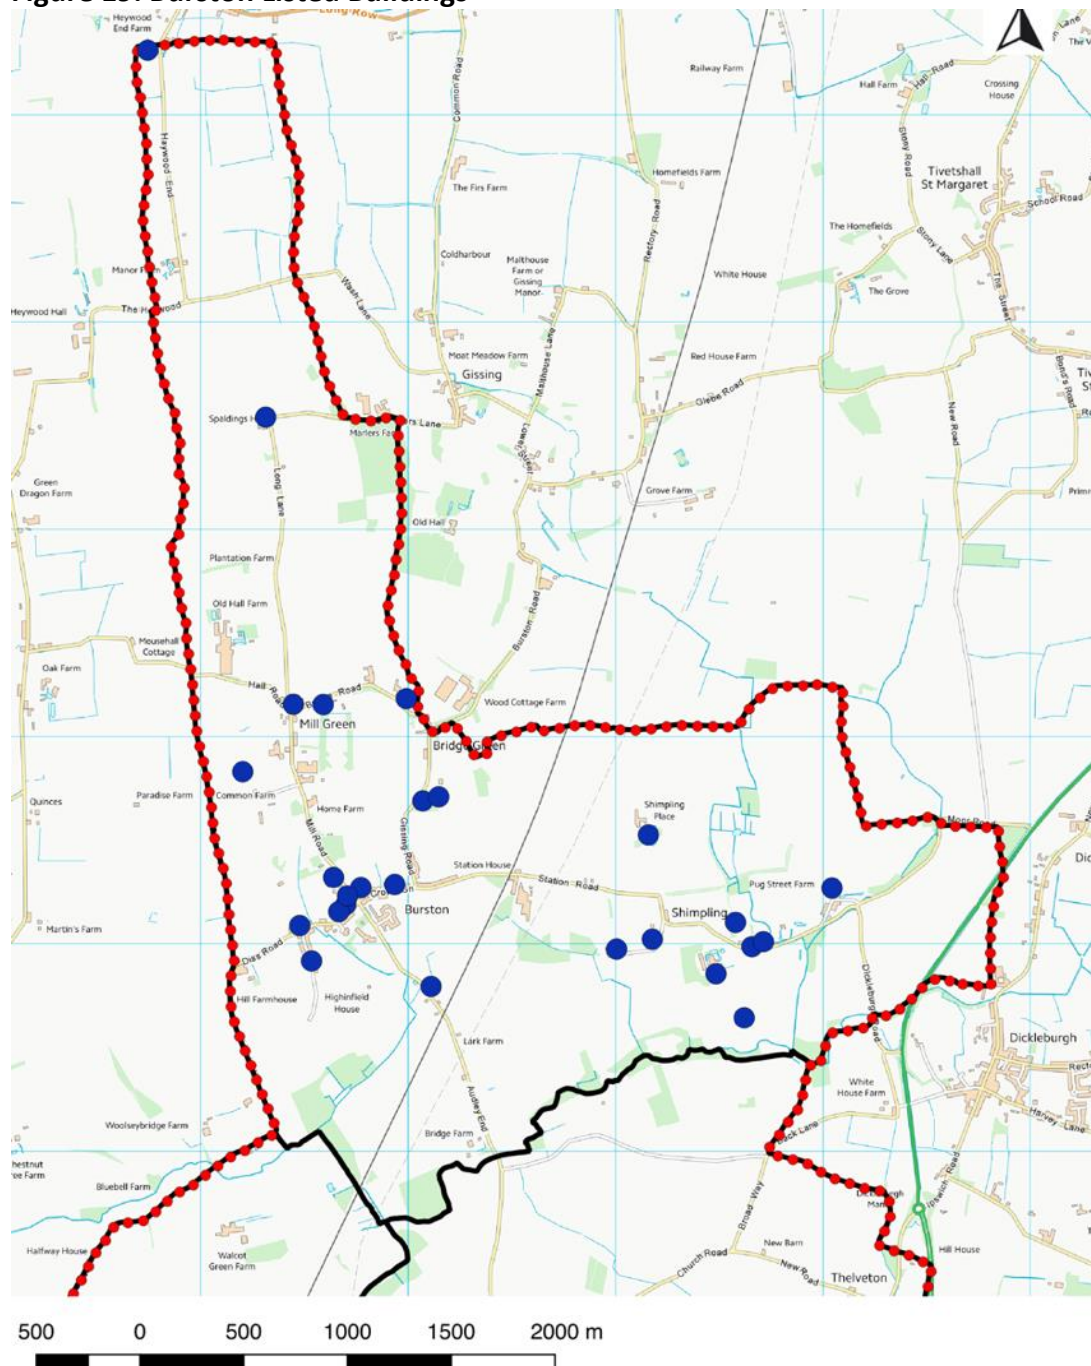 Figure 13: Burston Listed Buildings
Heywood
End Farm
Long Row
Common Road
Railway Farm
Hall Farm
Hall Road
Crossing
House
Haywood End
Stony Road
The Firs Farm
Homefields Farm
Tivetshall
St Margaret
School Road
Rectory Road
The Homefields
Stony Lane
Coldharbour
Malthouse
Farm or
Gissing
Manor
Manor Farm
White House
The Grove
The Street
Heywood Hall
The Heywood
Wash Lane
Malthouse Lane
Moat Meadow Farm
Red House Farm
Gissing
Bond's Road
Glebe Road
New Road
Spaldings H
Marlers Fa
rs Lane
Lower Street
Long Lane
Green
Dragon Farm
Grove Farm
Old Hall
Plantation Farm
Old Hall Farm
Burston Road
Mousehall
Cottage
Oak Farm
Hall Road
Road
Wood Cottage Farm
Mill Green
Bridge Green
Quinces
Paradise Farm
Common Farm
Home Farm
Shimpling
Place
Mill Road
Gissing Road
Station House
Station Road
Pug Street Farm
Burston
Shimpling
Martin's Farm
Diss Road
Hill Farmhouse
Highinfield
House
Dickleburgh Road
Lark Farm
Dickleburgh
White
House Farm
Rect
Harvey Lane
Audley End
Back Lane
Woolseybridge Farm
Bridge Farm
Bluebell Farm
Broad Way
Ipswich Road
Halfway House
Walcot
Green Farm
New Barn
Hill House
Church Road
New Road
Thelveton
500 0 500 1000 1500 2000 m